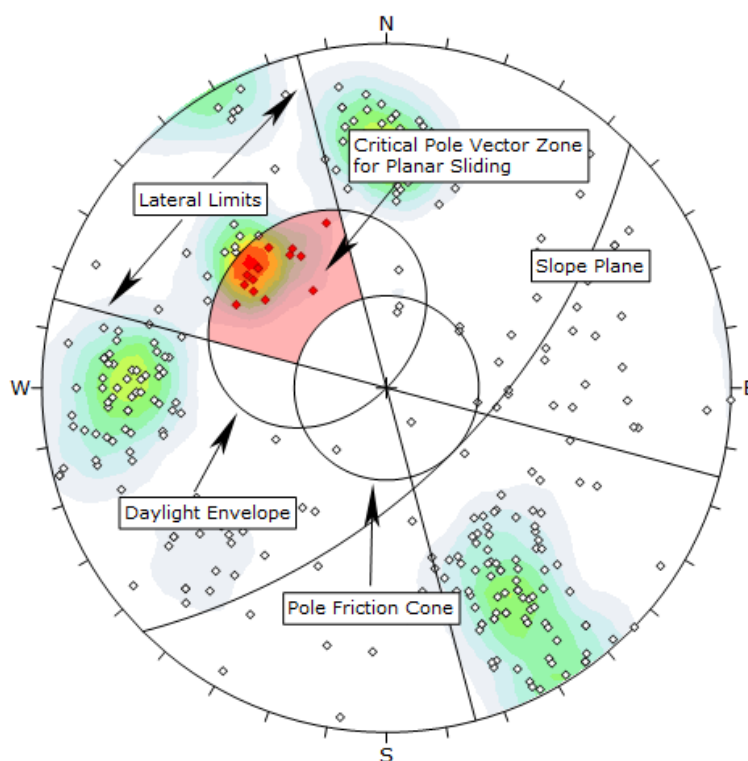 N
Critical Pole Vector Zone
for Planar Sliding
Lateral Limits
Slope Plane
W
E
Daylight Envelope
Pole Friction Cone
S